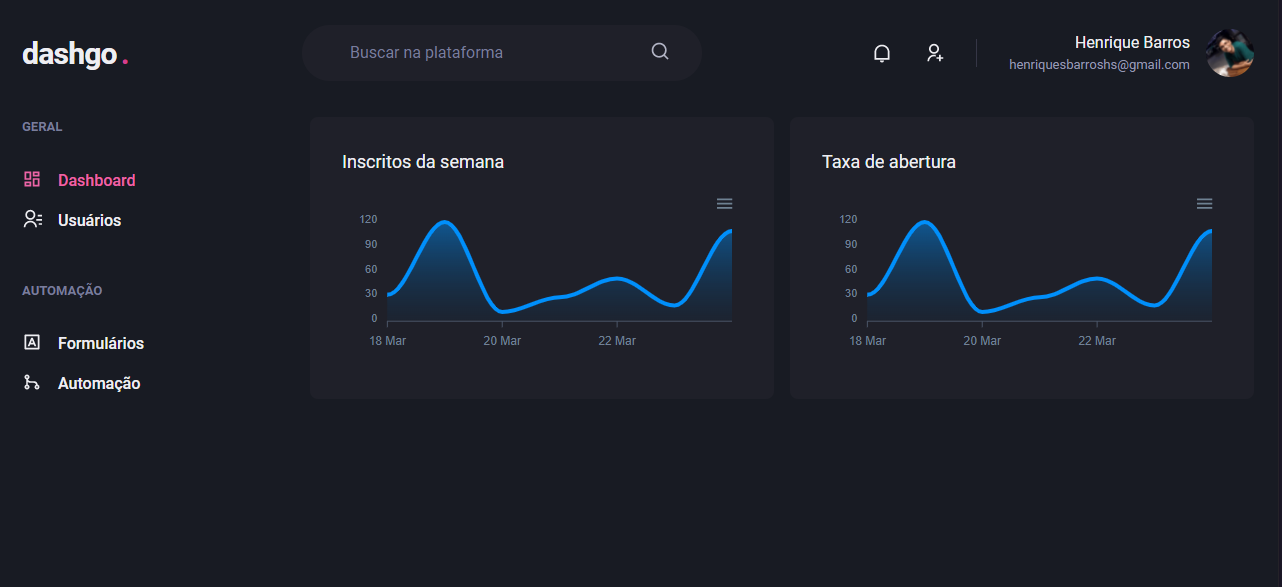 dashgo.
Buscar na plataforma
Henrique Barros
henriquesbarroshs@gmail.com
GERAL
Dashboard
Usuários
AUTOMAÇÃO
Formulários
Automação
Inscritos da semana
120
90
60
30
0
18 Mar 20 Mar 22 Mar
Taxa de abertura
120
90
60
30
0
18 Mar 20 Mar 22 Mar